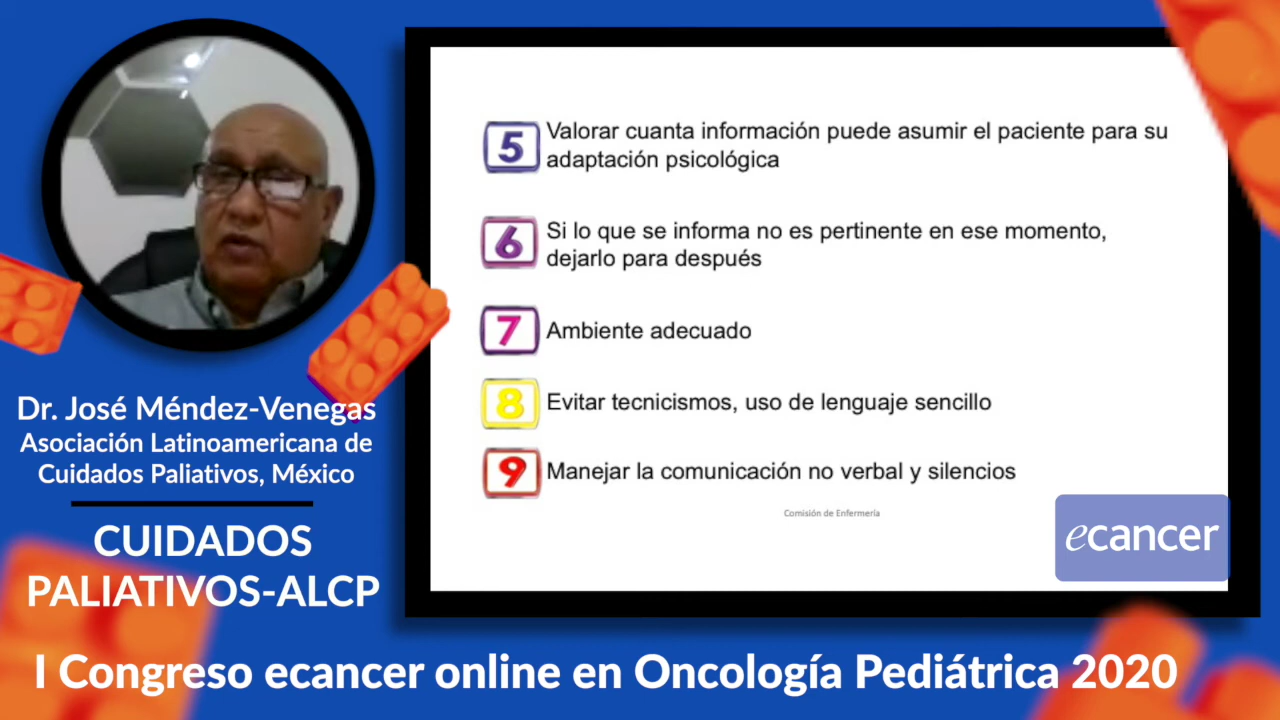 5
Valorar cuanta información puede asumir el paciente para su
adaptación psicológica
6
Si lo que se informa no es pertinente en ese momento,
dejarlo para después
7
Ambiente adecuado
8
Evitar tecnicismos, uso de lenguaje sencillo
9
Manejar la comunicación no verbal y silencios
Comisión de Enfermería
ecancer
Dr. José Méndez-Venegas
Asociación Latinoamericana de
Cuidados Paliativos, México
CUIDADOS
PALIATIVOS-ALCP
I Congreso ecancer online en Oncología Pediátrica 2020